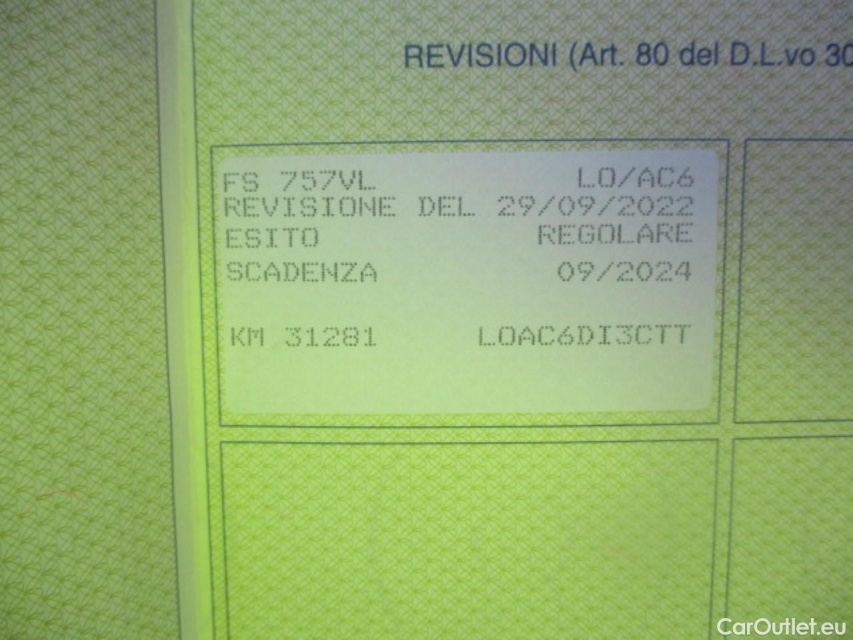 REVISIONI (Art. 80 del D.L.vo 30
FS 757VL LO/AC6
REVISIONE DEL 29/09/2022
ESITO REGOLARE
SCADENZA 09/2024
KM 31281 LOAC6DI3CTT
CarOutlet.eu